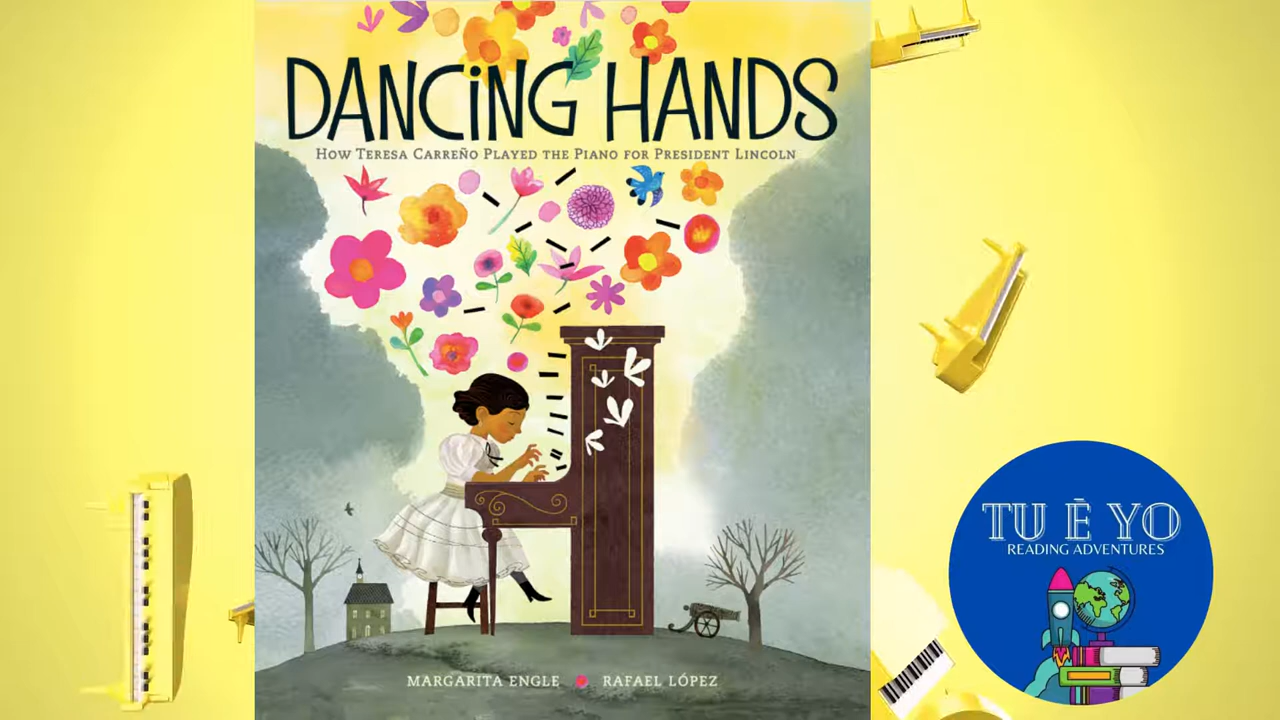 DANCING HANDS
HOW TERESA CARREÑO PLAYED THE PIANO FOR PRESIDENT LINCOLN
MARGARITA ENGLE RAFAEL LÓPEZ
TU Ē YO
READING ADVENTURES